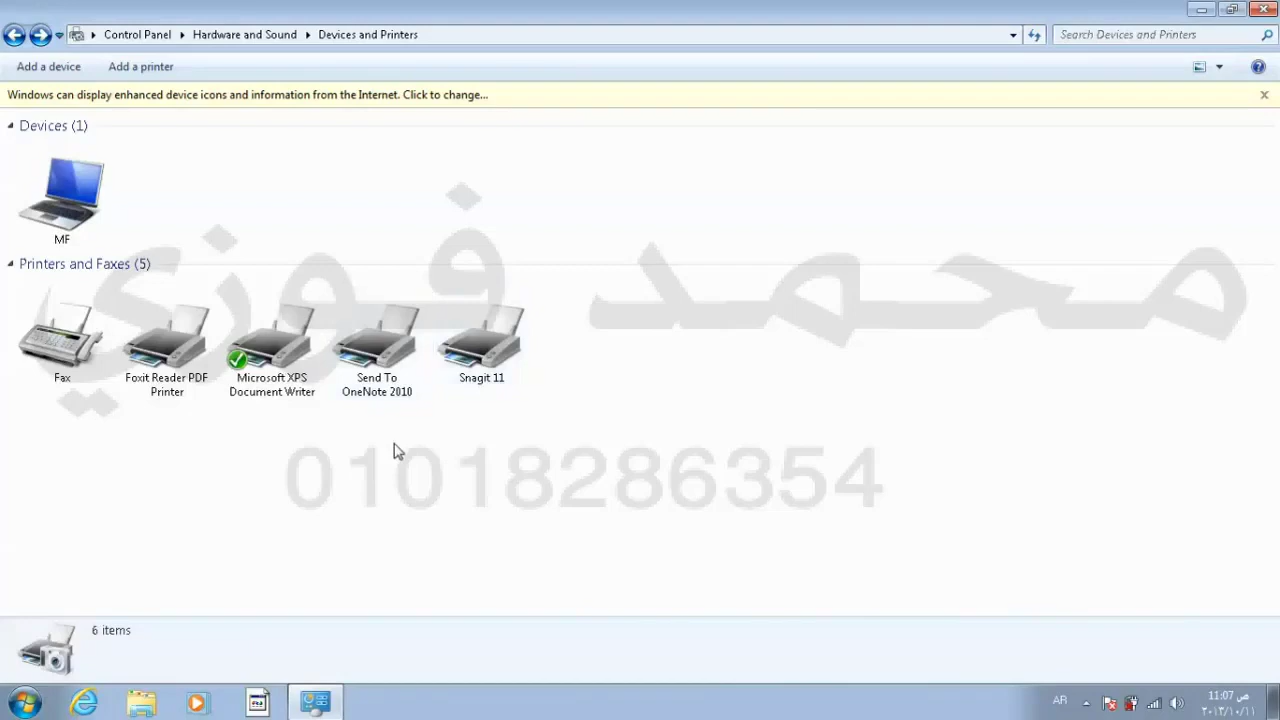 Control Panel Hardware and Sound Devices and Printers Search Devices and Printers
Add a device Add a printer
Windows can display enhanced device icons and information from the Internet. Click to change...
Devices (1)
MF
Printers and Faxes (5)
محمد فوزي
Fax
Foxit Reader PDF
Printer
Microsoft XPS
Document Writer
Send To
OneNote 2010
Snagit 11
01018286354
6 items
AR
11:07 ص
٢٠١٣/١٠/١١